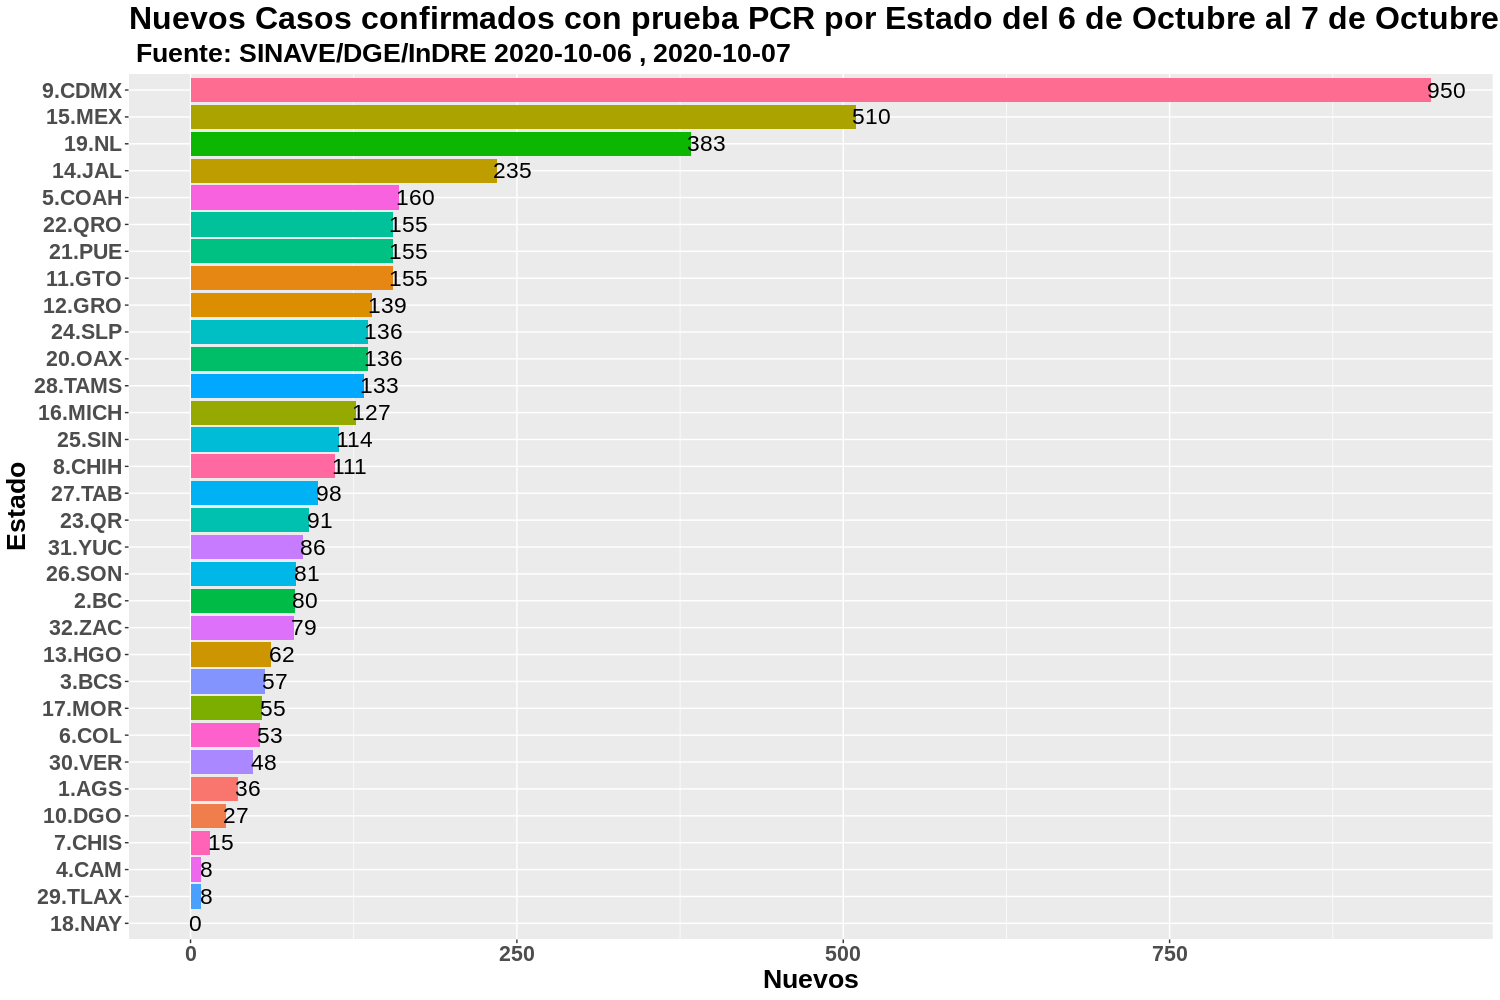 Nuevos Casos confirmados con prueba PCR por Estado del 6 de Octubre al 7 de Octubre
Fuente: SINAVE/DGE/InDRE 2020-10-06 , 2020-10-07
Estado
9.CDMX 950
15.MEX 510
19.NL 383
14.JAL 235
5.COAH 160
22.QRO 155
21.PUE 155
11.GTO 155
12.GRO 139
24.SLP 136
20.OAX 136
28.TAMS 133
16.MICH 127
25.SIN 114
8.CHIH 111
27.TAB 98
23.QR 91
31.YUC 86
26.SON 81
2.BC 80
32.ZAC 79
13.HGO 62
3.BCS 57
17.MOR 55
6.COL 53
30.VER 48
1.AGS 36
10.DGO 27
7.CHIS 15
4.CAM 8
29.TLAX 8
18.NAY 0
0 250 500 750
Nuevos